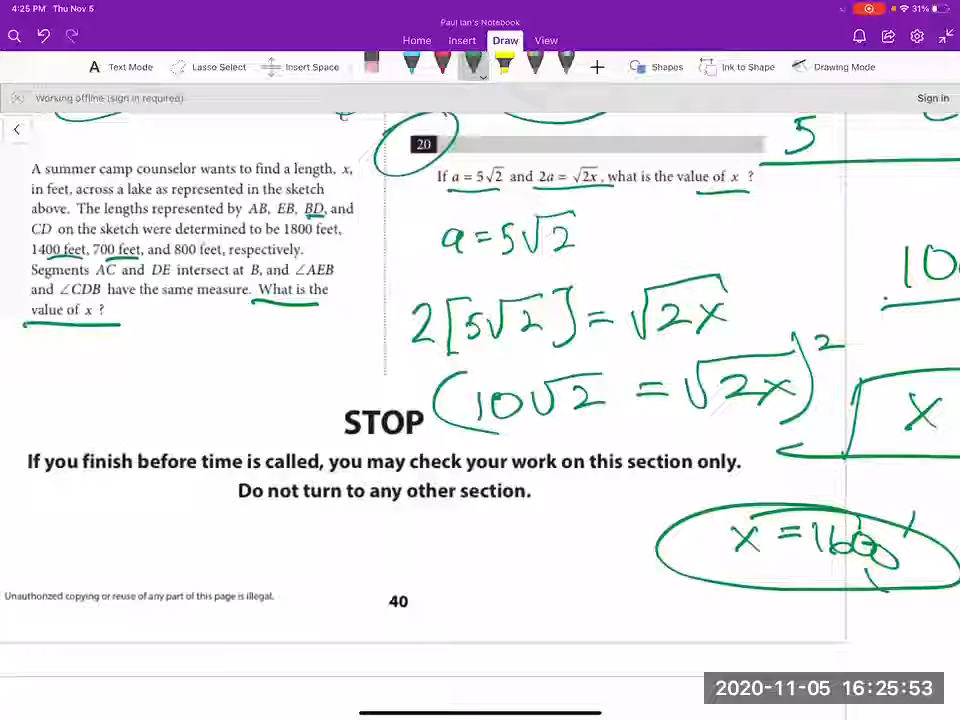 4:25 PM Thu Nov 5
31%
Paul Ian's Notebook
Home Insert Draw View
A Text Mode Lasso Select Insert Space Shapes Ink to Shape Drawing Mode
Working offline (sign in required) Sign in
A summer camp counselor wants to find a length, x,
in feet, across a lake as represented in the sketch
above. The lengths represented by AB, EB, BD, and
CD on the sketch were determined to be 1800 feet,
1400 feet, 700 feet, and 800 feet, respectively.
Segments AC and DE intersect at B, and ∠AEB
and ∠CDB have the same measure. What is the
value of x ?
20
If a = 5√2 and 2a = √2x, what is the value of x ?
a = 5√2
2[5√2] = √2x
(10√2 = √2x)²
5
10
x
x = 1600
STOP
If you finish before time is called, you may check your work on this section only.
Do not turn to any other section.
Unauthorized copying or reuse of any part of this page is illegal.
40
2020-11-05 16:25:53